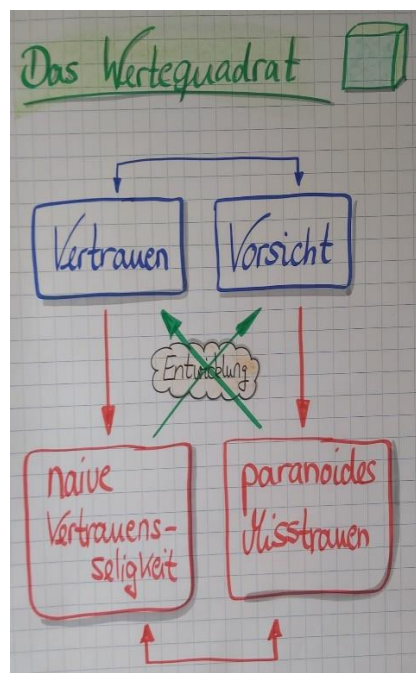 Das Wertequadrat
Vertrauen
Vorsicht
Entwicklung
naive
Vertrauens-
seligkeit
paranoides
Misstrauen